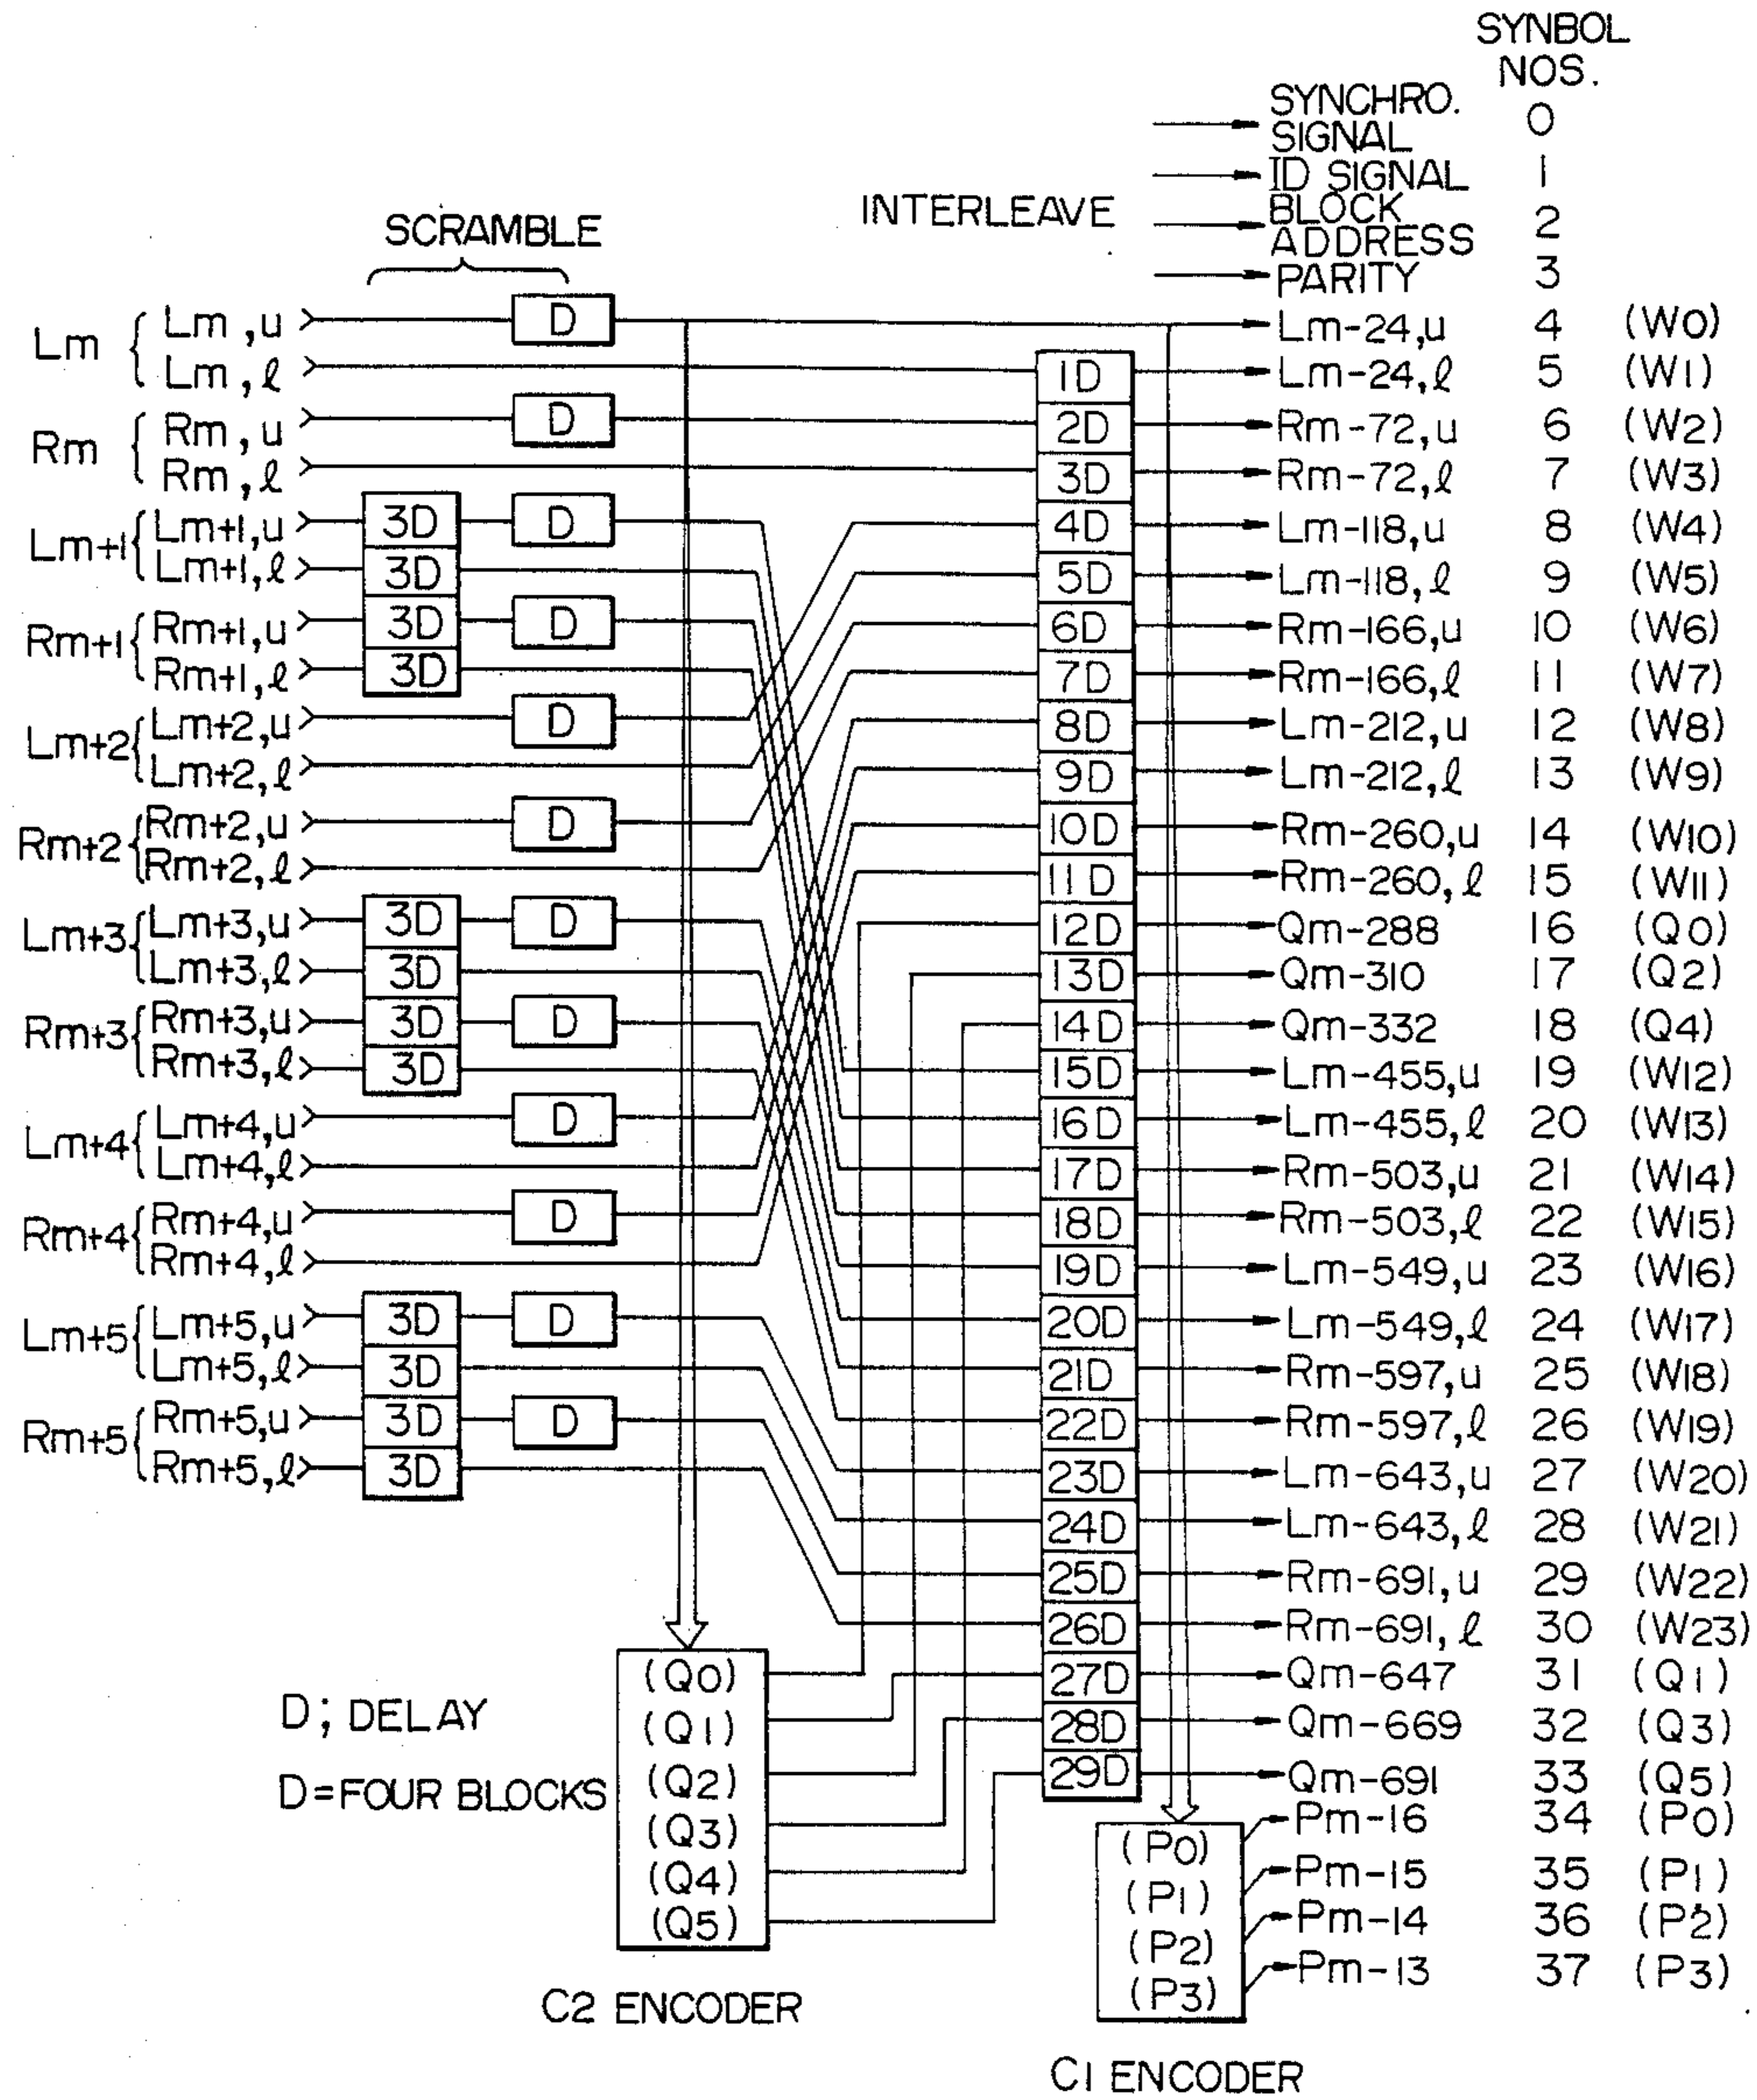 SYNBOL
NOS.
SYNCHRO.
SIGNAL 0
ID SIGNAL 1
INTERLEAVE
BLOCK
ADDRESS 2
PARITY 3
SCRAMBLE
Lm { Lm,u D Lm-24,u 4 (W0)
Lm,ℓ 1D Lm-24,ℓ 5 (W1)
Rm { Rm,u D 2D Rm-72,u 6 (W2)
Rm,ℓ 3D Rm-72,ℓ 7 (W3)
Lm+1 { Lm+1,u 3D D 4D Lm-118,u 8 (W4)
Lm+1,ℓ 3D 5D Lm-118,ℓ 9 (W5)
Rm+1 { Rm+1,u 3D D 6D Rm-166,u 10 (W6)
Rm+1,ℓ 3D 7D Rm-166,ℓ 11 (W7)
Lm+2 { Lm+2,u D 8D Lm-212,u 12 (W8)
Lm+2,ℓ 9D Lm-212,ℓ 13 (W9)
Rm+2 { Rm+2,u D 10D Rm-260,u 14 (W10)
Rm+2,ℓ 11D Rm-260,ℓ 15 (W11)
Lm+3 { Lm+3,u 3D D 12D Qm-288 16 (Q0)
Lm+3,ℓ 3D 13D Qm-310 17 (Q2)
Rm+3 { Rm+3,u 3D D 14D Qm-332 18 (Q4)
Rm+3,ℓ 3D 15D Lm-455,u 19 (W12)
Lm+4 { Lm+4,u D 16D Lm-455,ℓ 20 (W13)
Lm+4,ℓ 17D Rm-503,u 21 (W14)
Rm+4 { Rm+4,u D 18D Rm-503,ℓ 22 (W15)
Rm+4,ℓ 19D Lm-549,u 23 (W16)
Lm+5 { Lm+5,u 3D D 20D Lm-549,ℓ 24 (W17)
Lm+5,ℓ 3D 21D Rm-597,u 25 (W18)
Rm+5 { Rm+5,u 3D D 22D Rm-597,ℓ 26 (W19)
Rm+5,ℓ 3D 23D Lm-643,u 27 (W20)
24D Lm-643,ℓ 28 (W21)
25D Rm-691,u 29 (W22)
26D Rm-691,ℓ 30 (W23)
(Q0) 27D Qm-647 31 (Q1)
D; DELAY (Q1) 28D Qm-669 32 (Q3)
D=FOUR BLOCKS (Q2) 29D Qm-691 33 (Q5)
(Q3) (P0) Pm-16 34 (P0)
(Q4) (P1) Pm-15 35 (P1)
(Q5) (P2) Pm-14 36 (P2)
(P3) Pm-13 37 (P3)
C2 ENCODER
C1 ENCODER